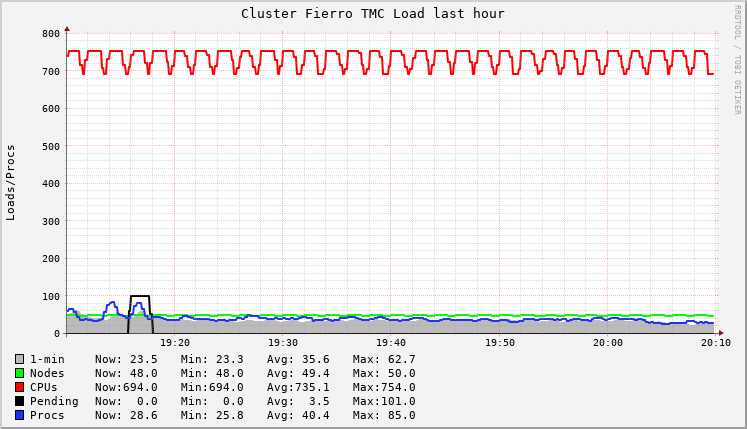 Cluster Fierro TMC Load last hour
RRDTOOL / TOBI OETIKER
Loads/Procs
800
700
600
500
400
300
200
100
0
19:20 19:30 19:40 19:50 20:00 20:10
1-min Now: 23.5 Min: 23.3 Avg: 35.6 Max: 62.7
Nodes Now: 48.0 Min: 48.0 Avg: 49.4 Max: 50.0
CPUs Now:694.0 Min:694.0 Avg:735.1 Max:754.0
Pending Now: 0.0 Min: 0.0 Avg: 3.5 Max:101.0
Procs Now: 28.6 Min: 25.8 Avg: 40.4 Max: 85.0